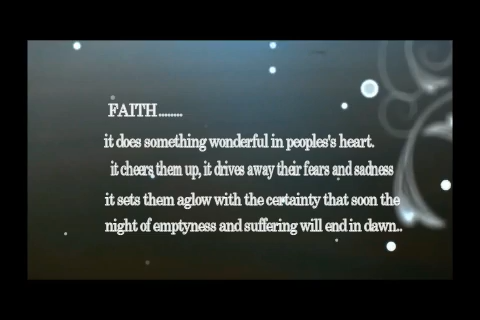 FAITH........
it does something wonderful in peoples's heart.
it cheers them up, it drives away their fears and sadness
it sets them aglow with the certainty that soon the
night of emptyness and suffering will end in dawn..